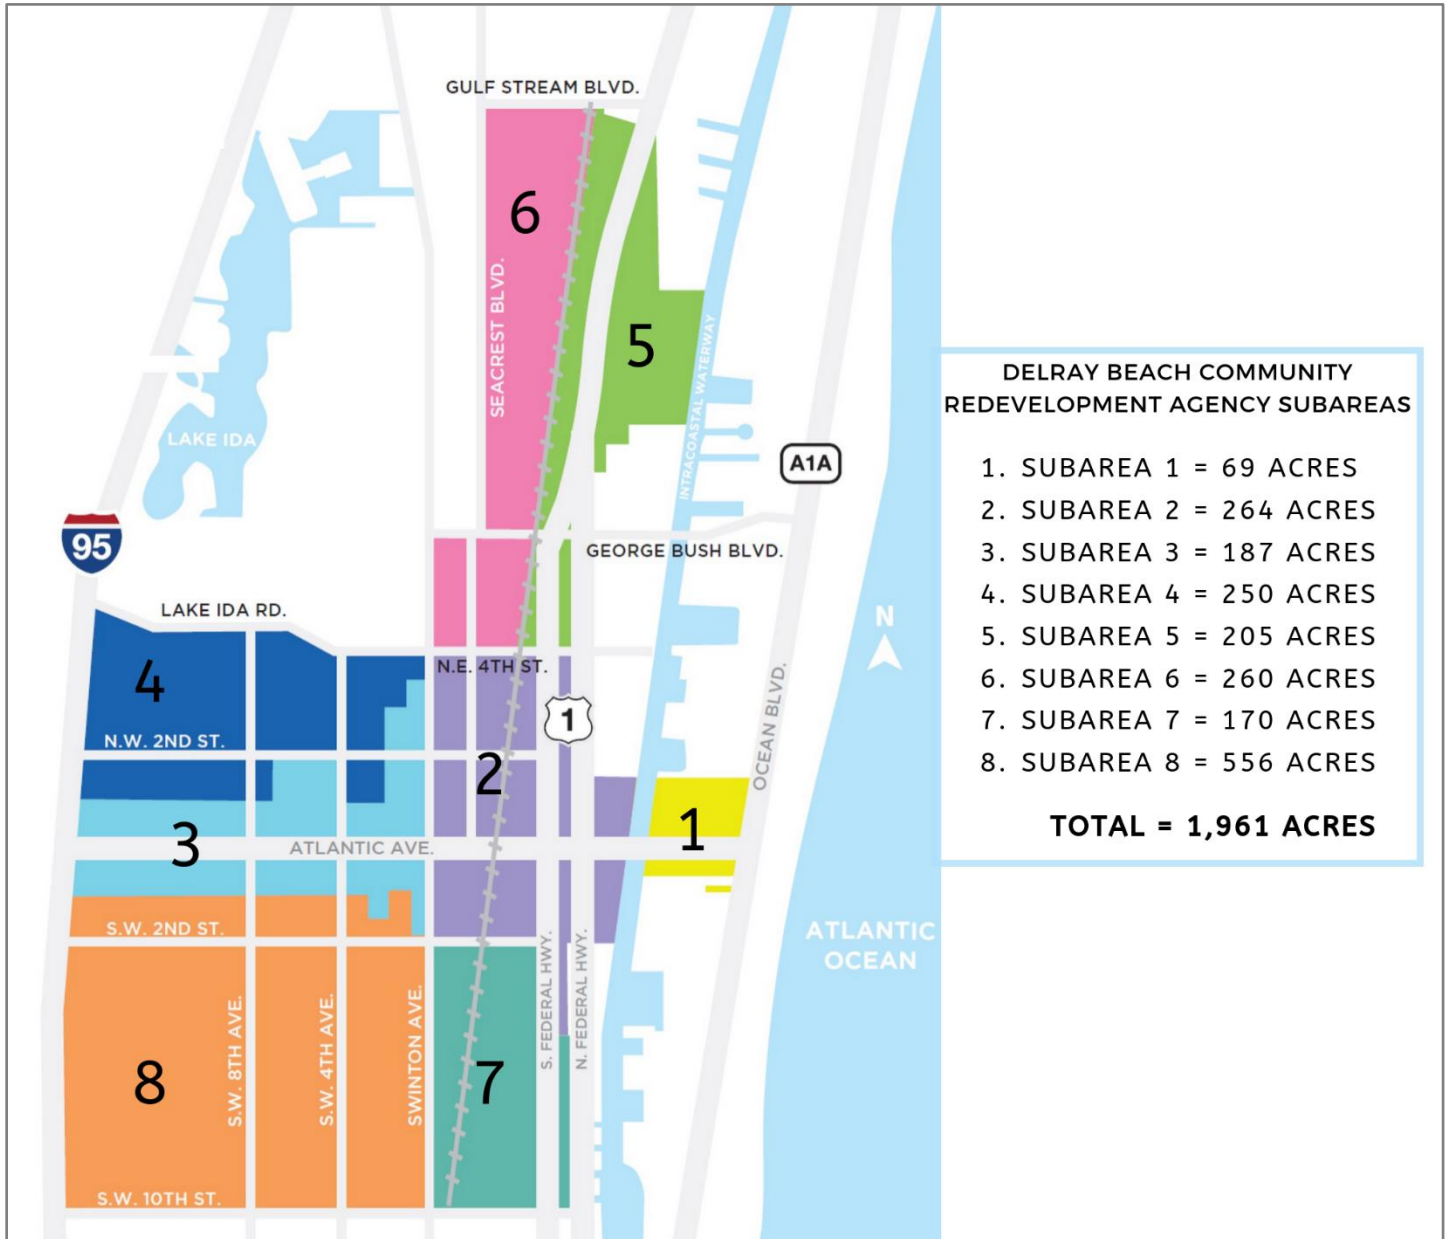 GULF STREAM BLVD.
6
SEACREST BLVD.
5
INTRACOASTAL WATERWAY
LAKE IDA
A1A
95
GEORGE BUSH BLVD.
LAKE IDA RD.
N
4
N.E. 4TH ST.
1
N.W. 2ND ST.
2
OCEAN BLVD.
3
ATLANTIC AVE.
1
S.W. 2ND ST.
ATLANTIC
OCEAN
S.W. 8TH AVE.
S.W. 4TH AVE.
SWINTON AVE.
S. FEDERAL HWY.
N. FEDERAL HWY.
8
7
S.W. 10TH ST.
DELRAY BEACH COMMUNITY
REDEVELOPMENT AGENCY SUBAREAS
1. SUBAREA 1 = 69 ACRES
2. SUBAREA 2 = 264 ACRES
3. SUBAREA 3 = 187 ACRES
4. SUBAREA 4 = 250 ACRES
5. SUBAREA 5 = 205 ACRES
6. SUBAREA 6 = 260 ACRES
7. SUBAREA 7 = 170 ACRES
8. SUBAREA 8 = 556 ACRES
TOTAL = 1,961 ACRES